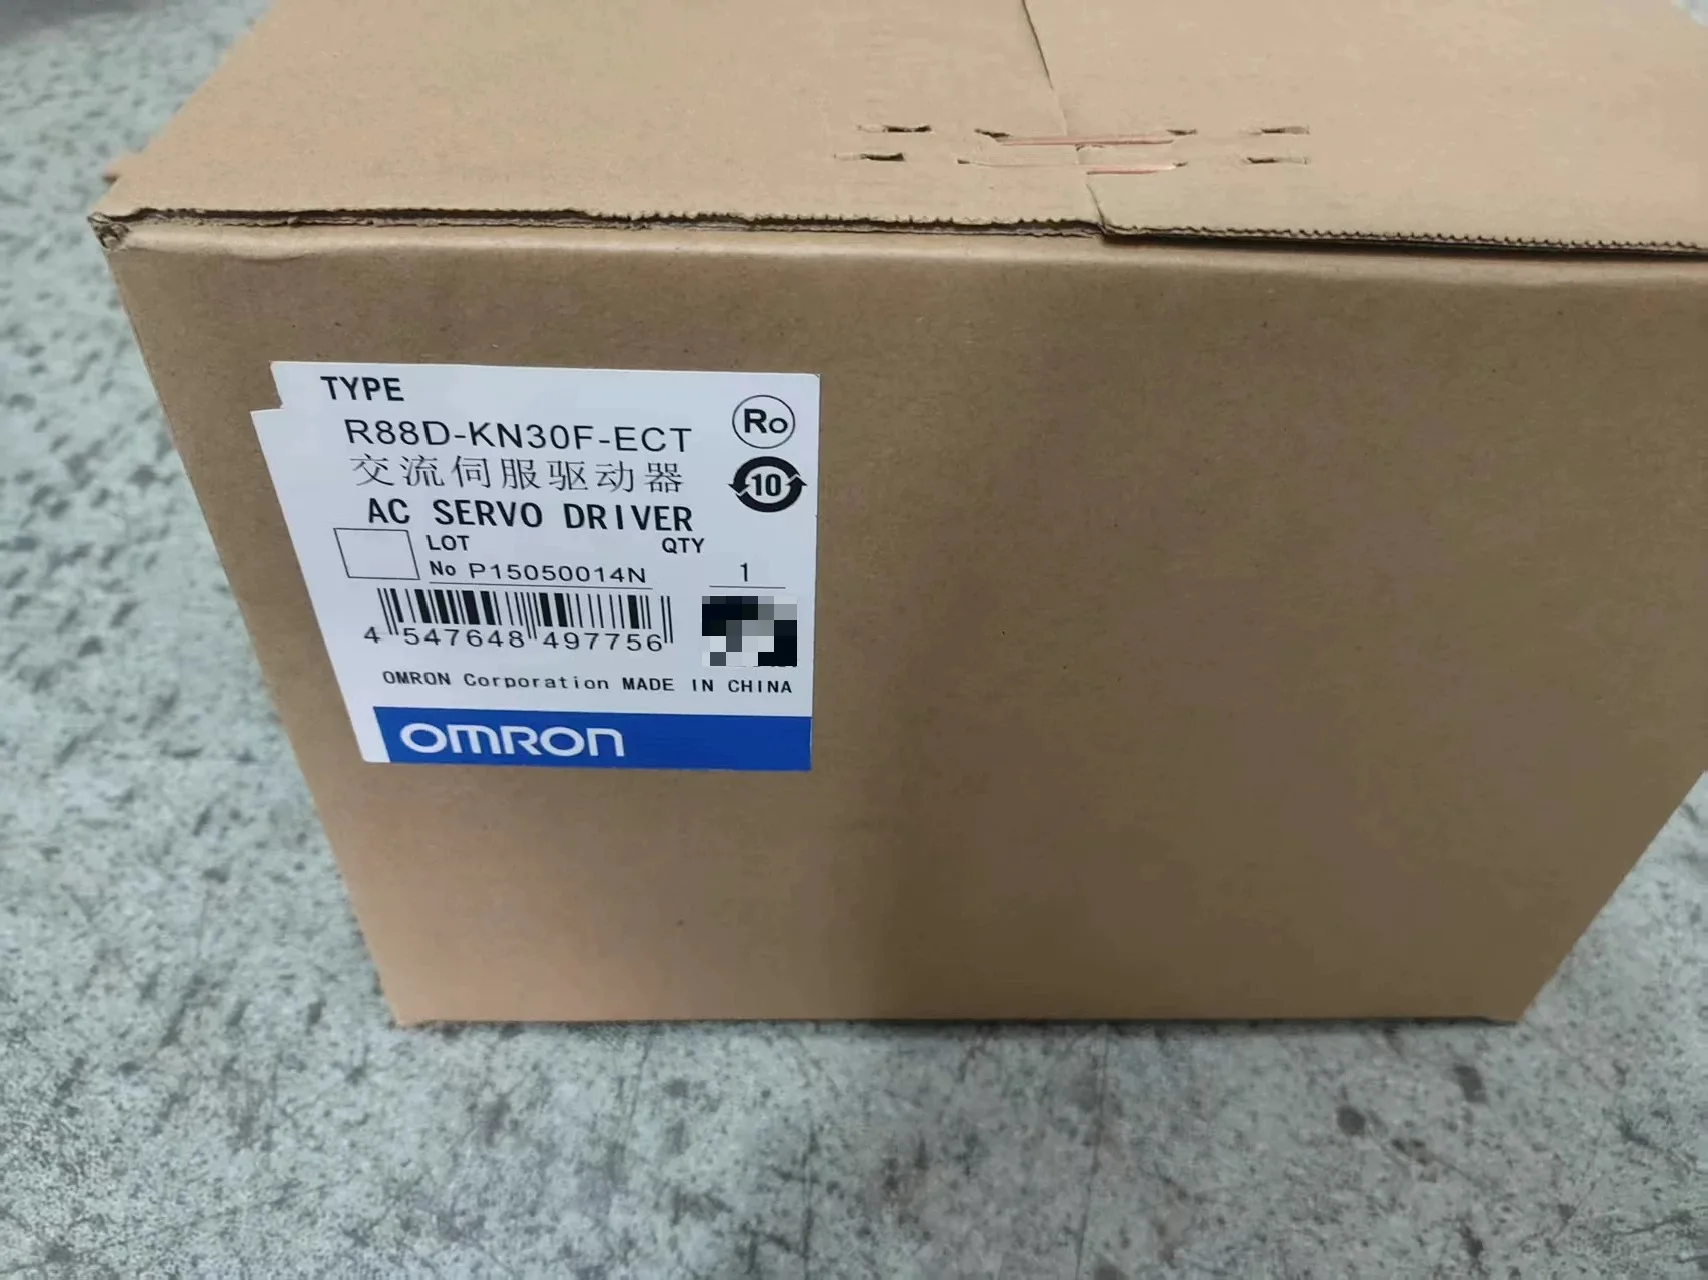 TYPE
Ro
R88D-KN30F-ECT
交流伺服驱动器
10
AC SERVO DRIVER
LOT QTY
No P15050014N 1
4 547648 497756
OMRON Corporation MADE IN CHINA
OMRON